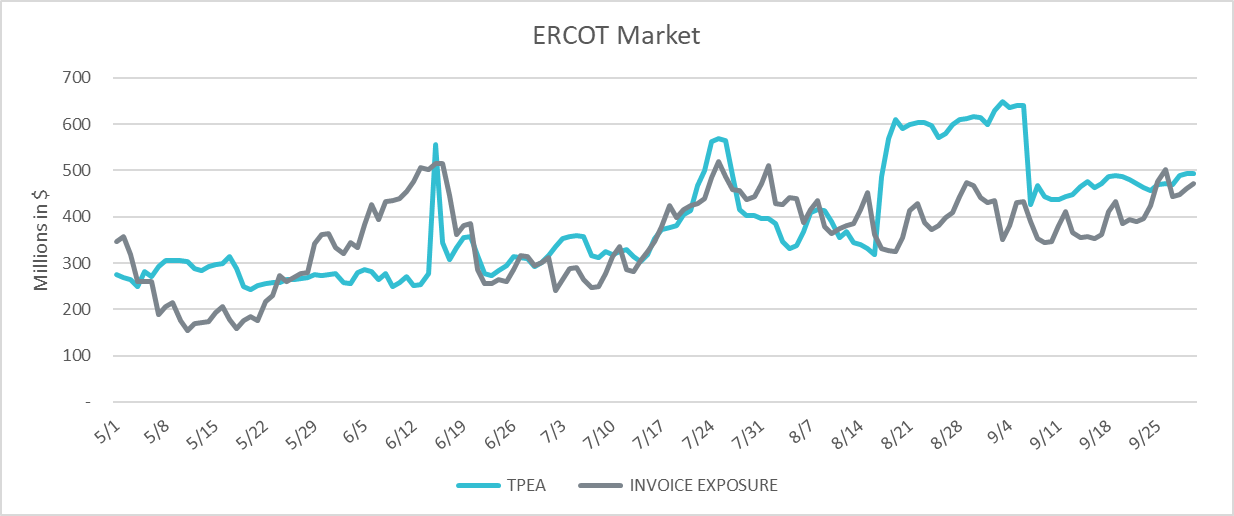 ERCOT Market
Millions in $
700
600
500
400
300
200
100
-
5/1 5/8 5/15 5/22 5/29 6/5 6/12 6/19 6/26 7/3 7/10 7/17 7/24 7/31 8/7 8/14 8/21 8/28 9/4 9/11 9/18 9/25
TPEA INVOICE EXPOSURE